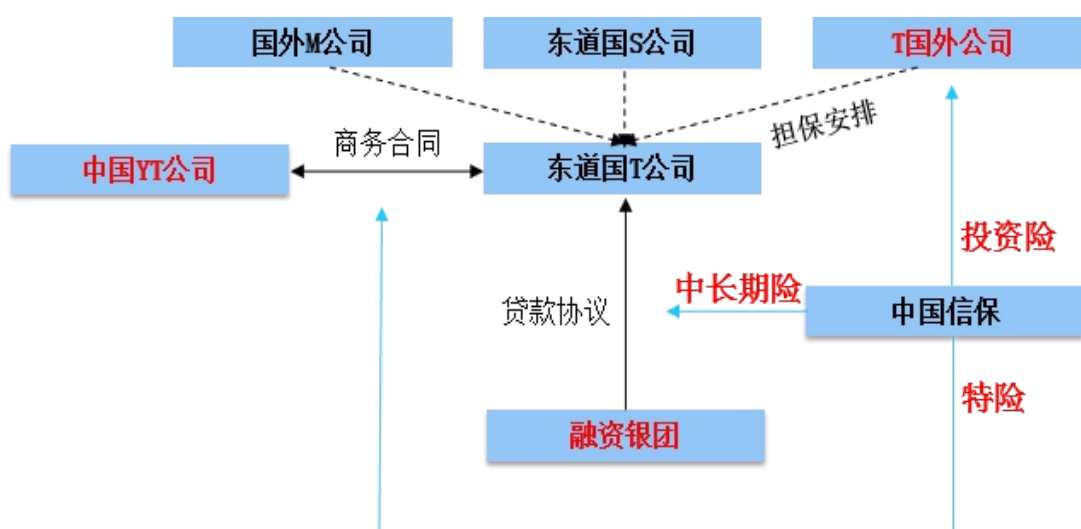 国外M公司
东道国S公司
T国外公司
担保安排
商务合同
中国YT公司
东道国T公司
投资险
中长期险
贷款协议
中国信保
特险
融资银团